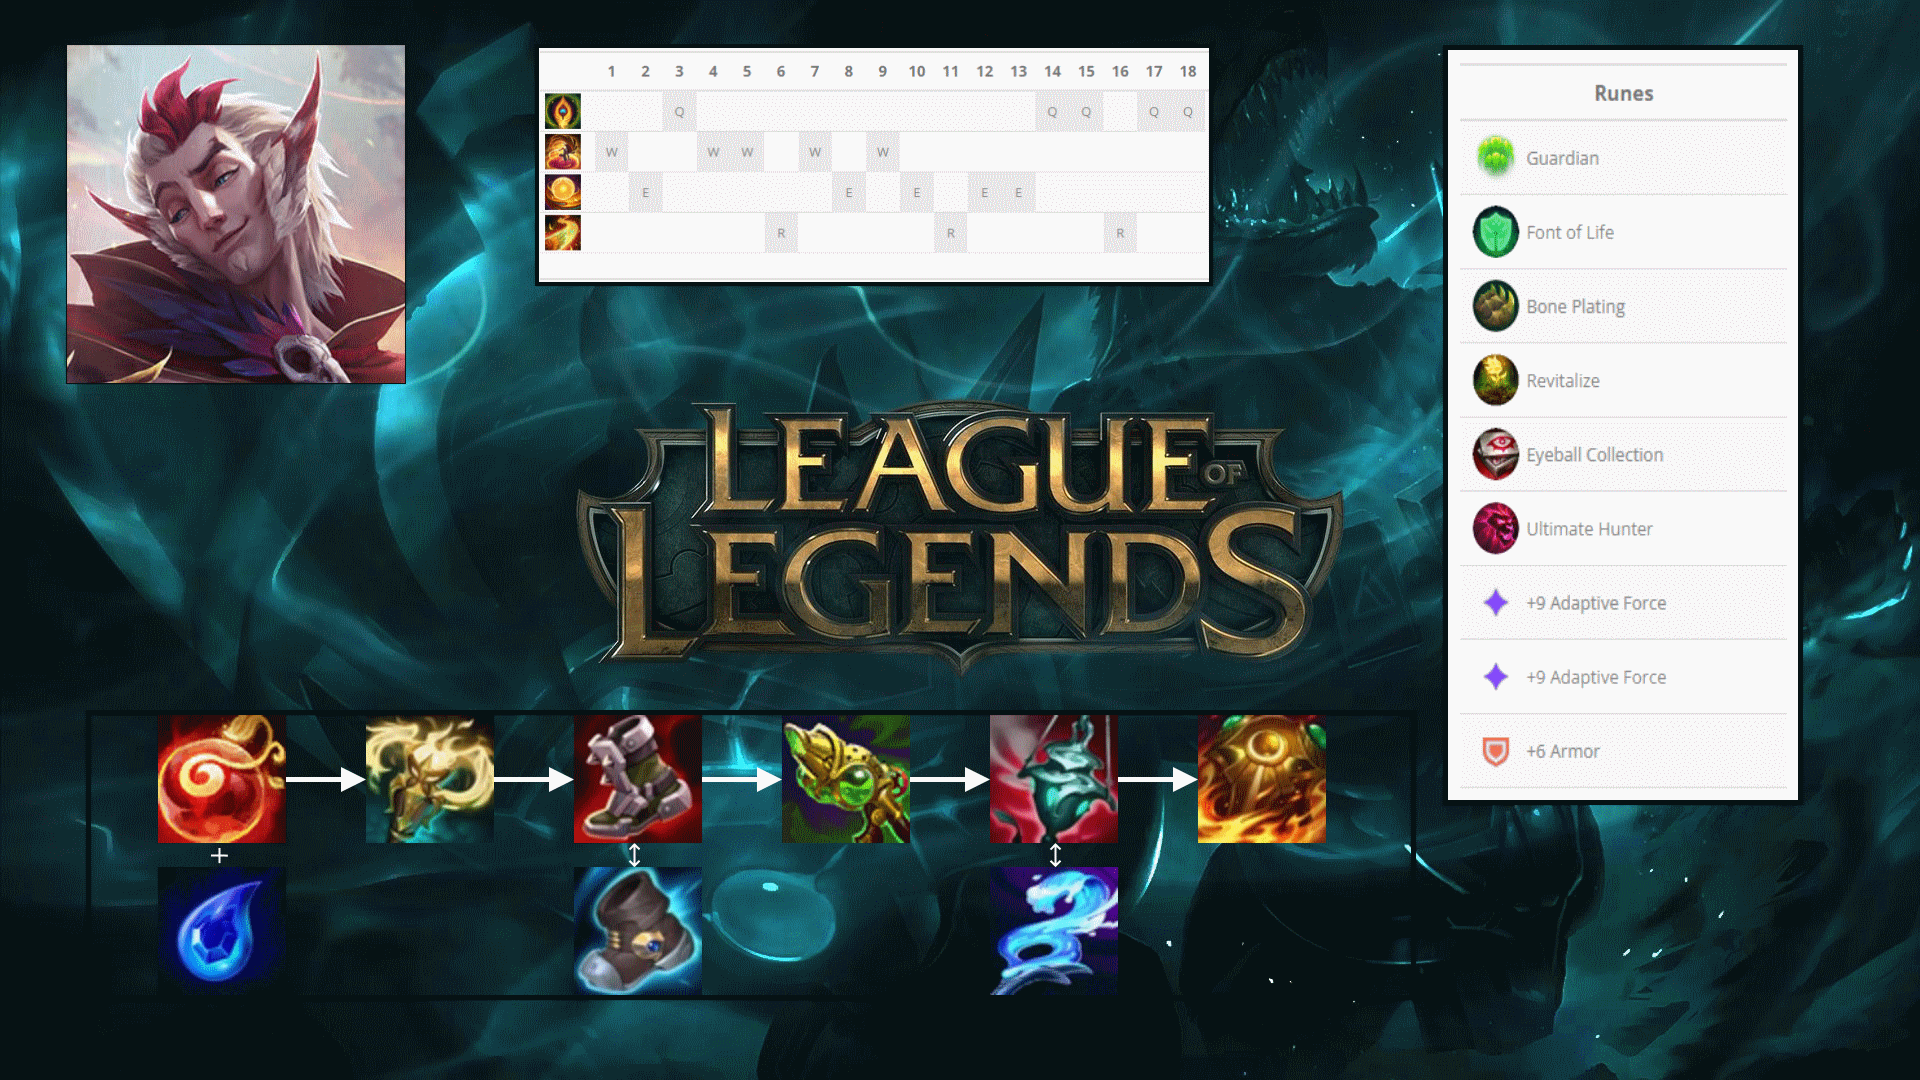 1 2 3 4 5 6 7 8 9 10 11 12 13 14 15 16 17 18
Q Q Q Q Q
W W W W W
E E E E E
R R R
LEAGUE OF
LEGENDS
Runes
Guardian
Font of Life
Bone Plating
Revitalize
Eyeball Collection
Ultimate Hunter
+9 Adaptive Force
+9 Adaptive Force
+6 Armor
+